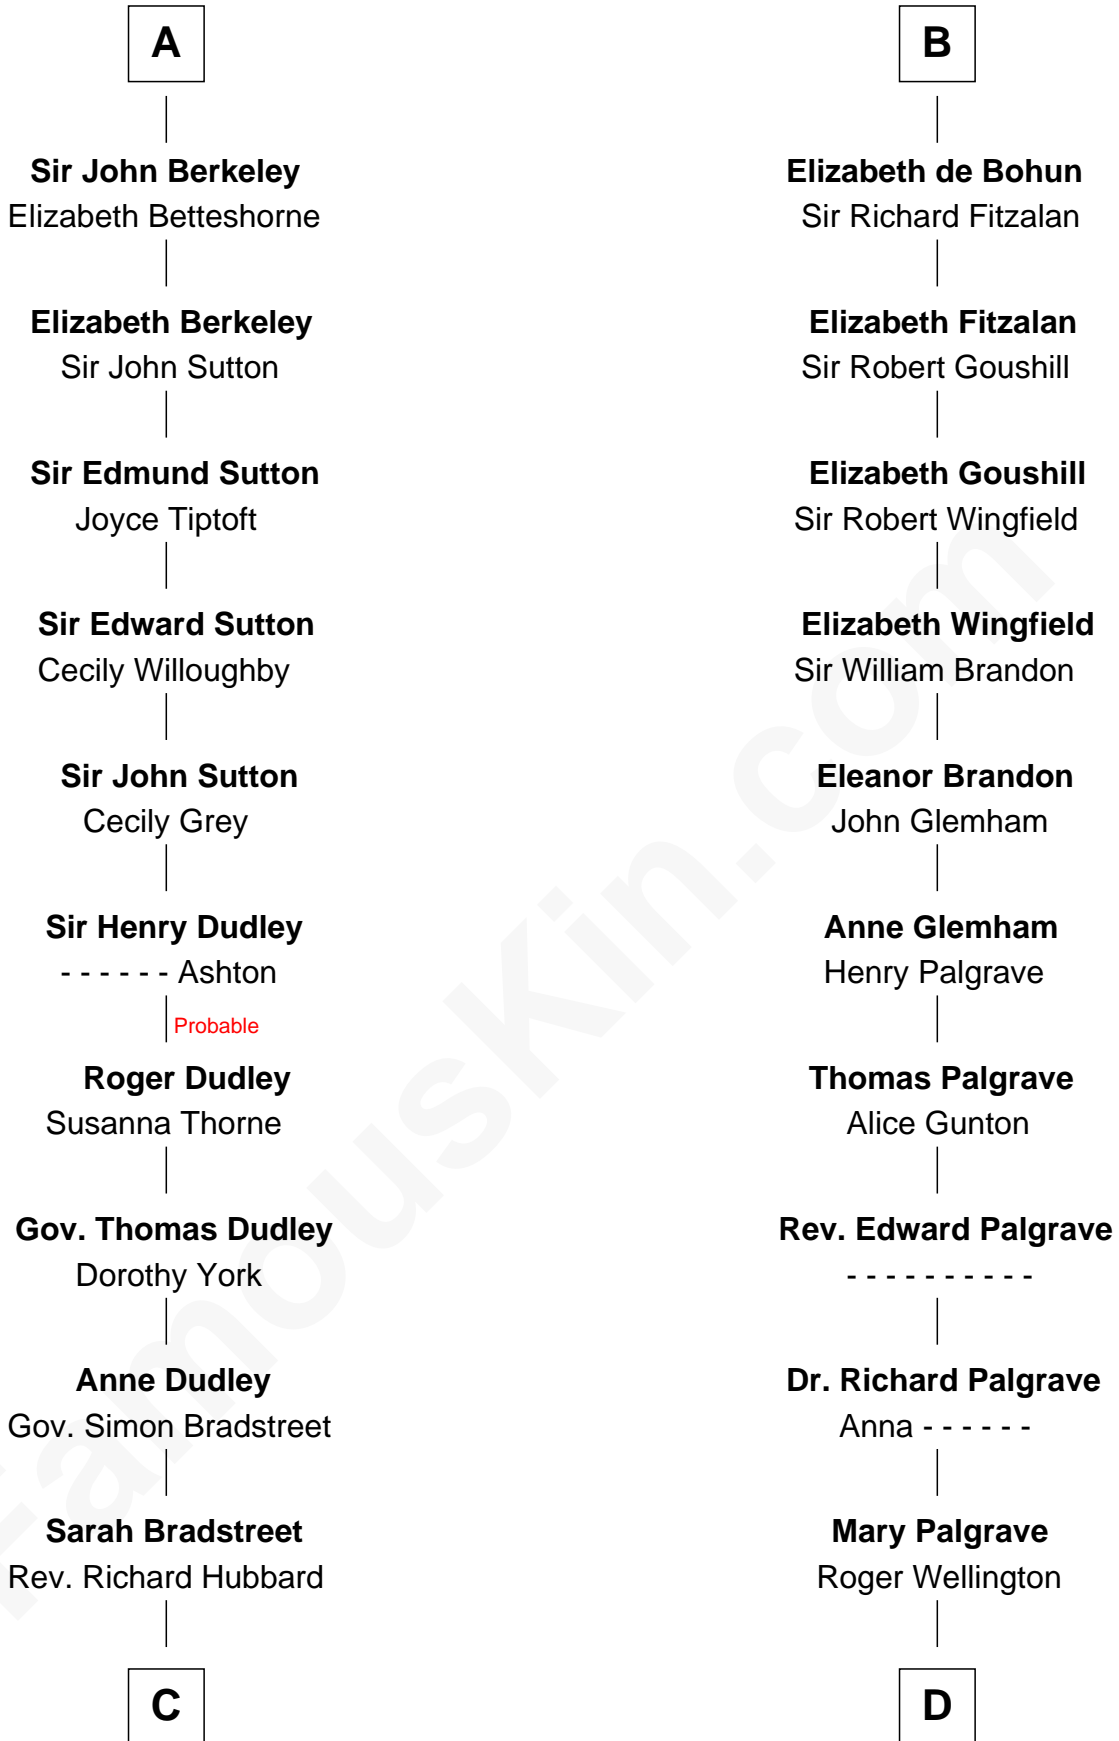 A
Sir John Berkeley
Elizabeth Betteshorne
Elizabeth Berkeley
Sir John Sutton
Sir Edmund Sutton
Joyce Tiptoft
Sir Edward Sutton
Cecily Willoughby
Sir John Sutton
Cecily Grey
Sir Henry Dudley
- - - - - - Ashton
Probable
Roger Dudley
Susanna Thorne
Gov. Thomas Dudley
Dorothy York
Anne Dudley
Gov. Simon Bradstreet
Sarah Bradstreet
Rev. Richard Hubbard
C
B
Elizabeth de Bohun
Sir Richard Fitzalan
Elizabeth Fitzalan
Sir Robert Goushill
Elizabeth Goushill
Sir Robert Wingfield
Elizabeth Wingfield
Sir William Brandon
Eleanor Brandon
John Glemham
Anne Glemham
Henry Palgrave
Thomas Palgrave
Alice Gunton
Rev. Edward Palgrave
- - - - - - - - - -
Dr. Richard Palgrave
Anna - - - - - -
Mary Palgrave
Roger Wellington
D
FamousKin.com